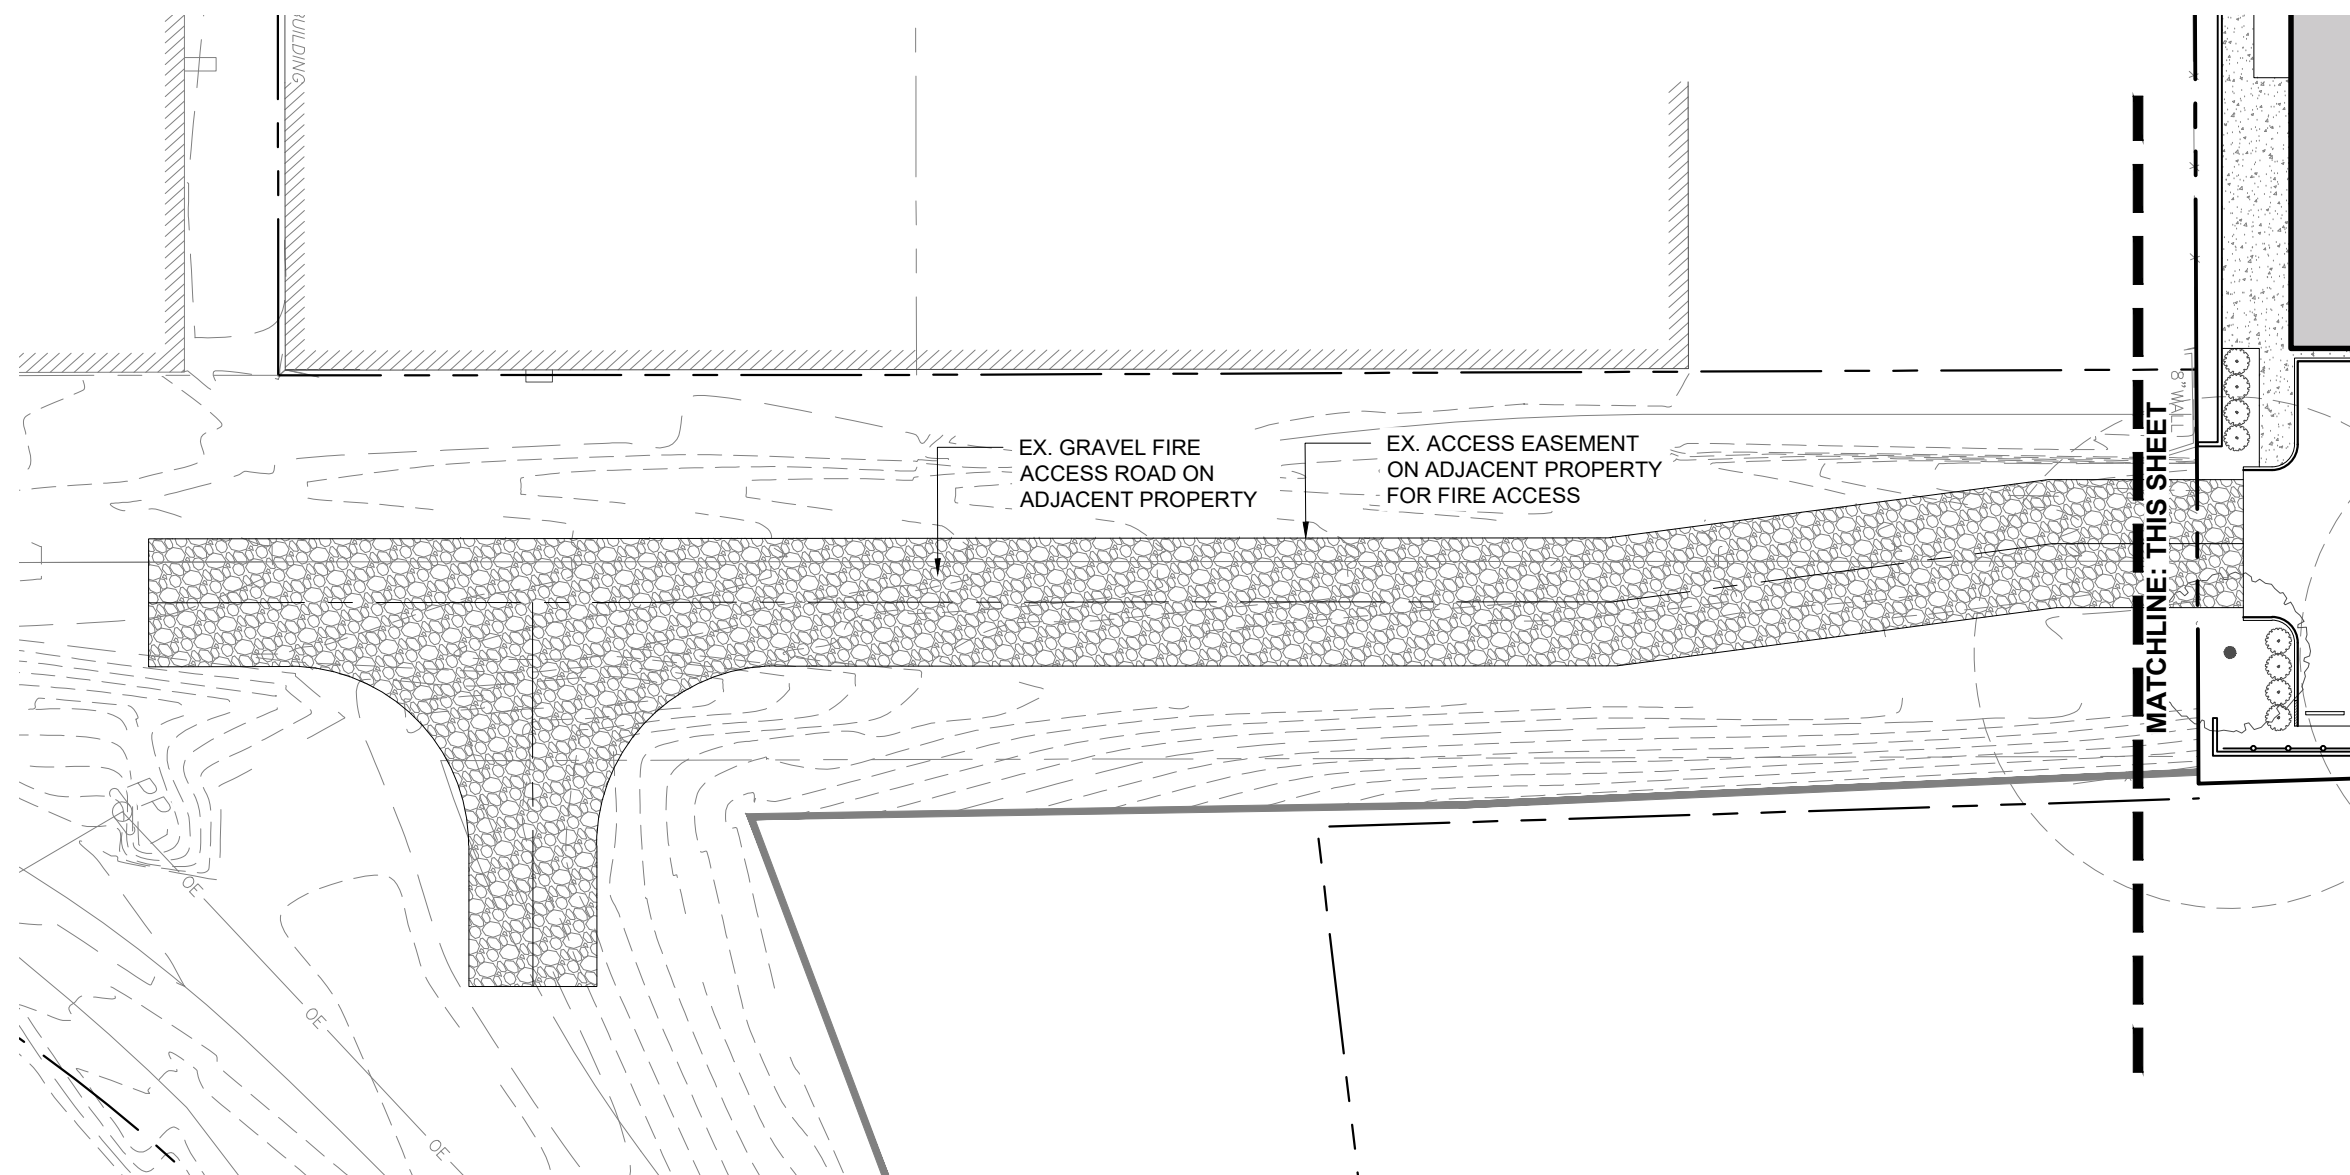 BUILDING
EX. GRAVEL FIRE
ACCESS ROAD ON
ADJACENT PROPERTY
EX. ACCESS EASEMENT
ON ADJACENT PROPERTY
FOR FIRE ACCESS
8" WALL
MATCHLINE: THIS SHEET
OE
OE
OE